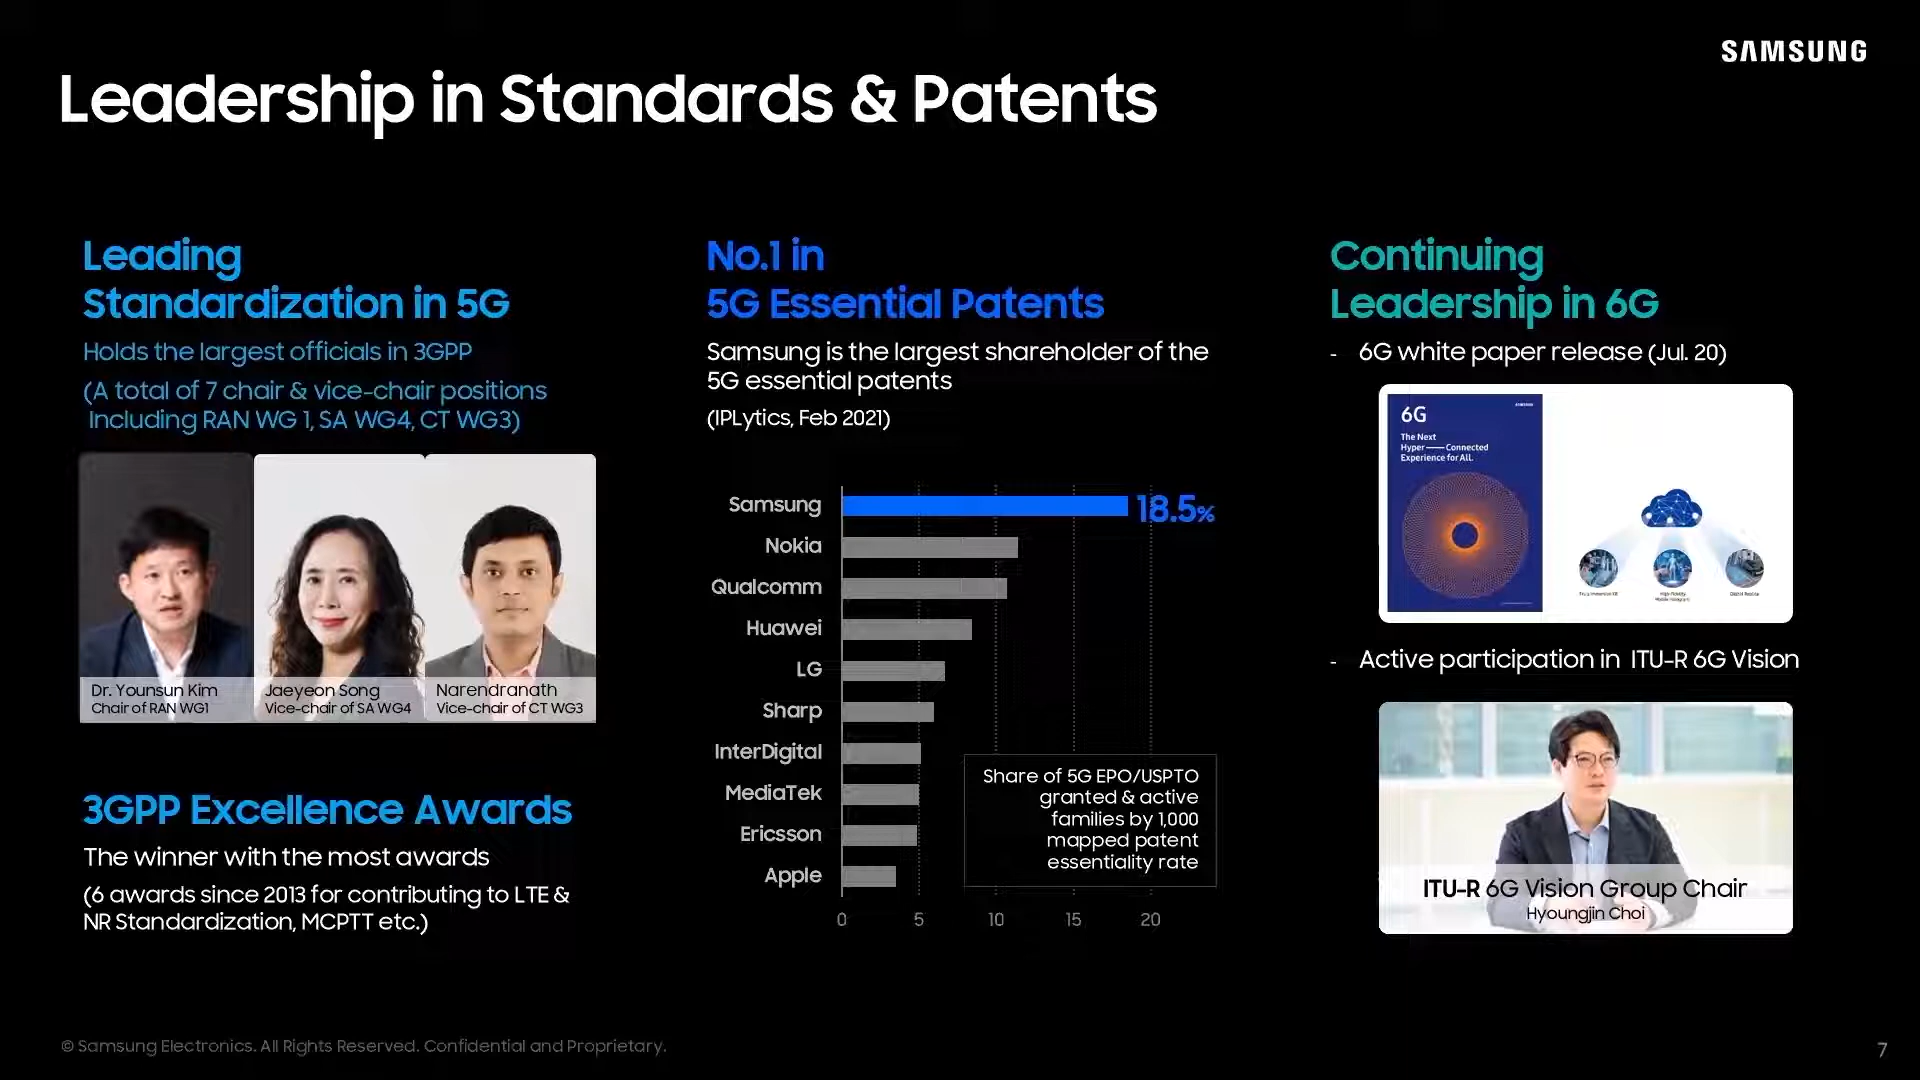 SAMSUNG
Leadership in Standards & Patents
Leading
Standardization in 5G
Holds the largest officials in 3GPP
(A total of 7 chair & vice-chair positions
Including RAN WG 1, SA WG4, CT WG3)
Dr. Younsun Kim
Chair of RAN WG1
Jaeyeon Song
Vice-chair of SA WG4
Narendranath
Vice-chair of CT WG3
3GPP Excellence Awards
The winner with the most awards
(6 awards since 2013 for contributing to LTE &
NR Standardization, MCPTT etc.)
No.1 in
5G Essential Patents
Samsung is the largest shareholder of the
5G essential patents
(IPLytics, Feb 2021)
Samsung
18.5%
Nokia
Qualcomm
Huawei
LG
Sharp
InterDigital
MediaTek
Ericsson
Apple
0 5 10 15 20
Share of 5G EPO/USPTO
granted & active
families by 1,000
mapped patent
essentiality rate
Continuing
Leadership in 6G
- 6G white paper release (Jul. 20)
SAMSUNG
6G
The Next
Hyper — Connected
Experience for All.
- Active participation in ITU-R 6G Vision
ITU-R 6G Vision Group Chair
Hyoungjin Choi
© Samsung Electronics. All Rights Reserved. Confidential and Proprietary.
7